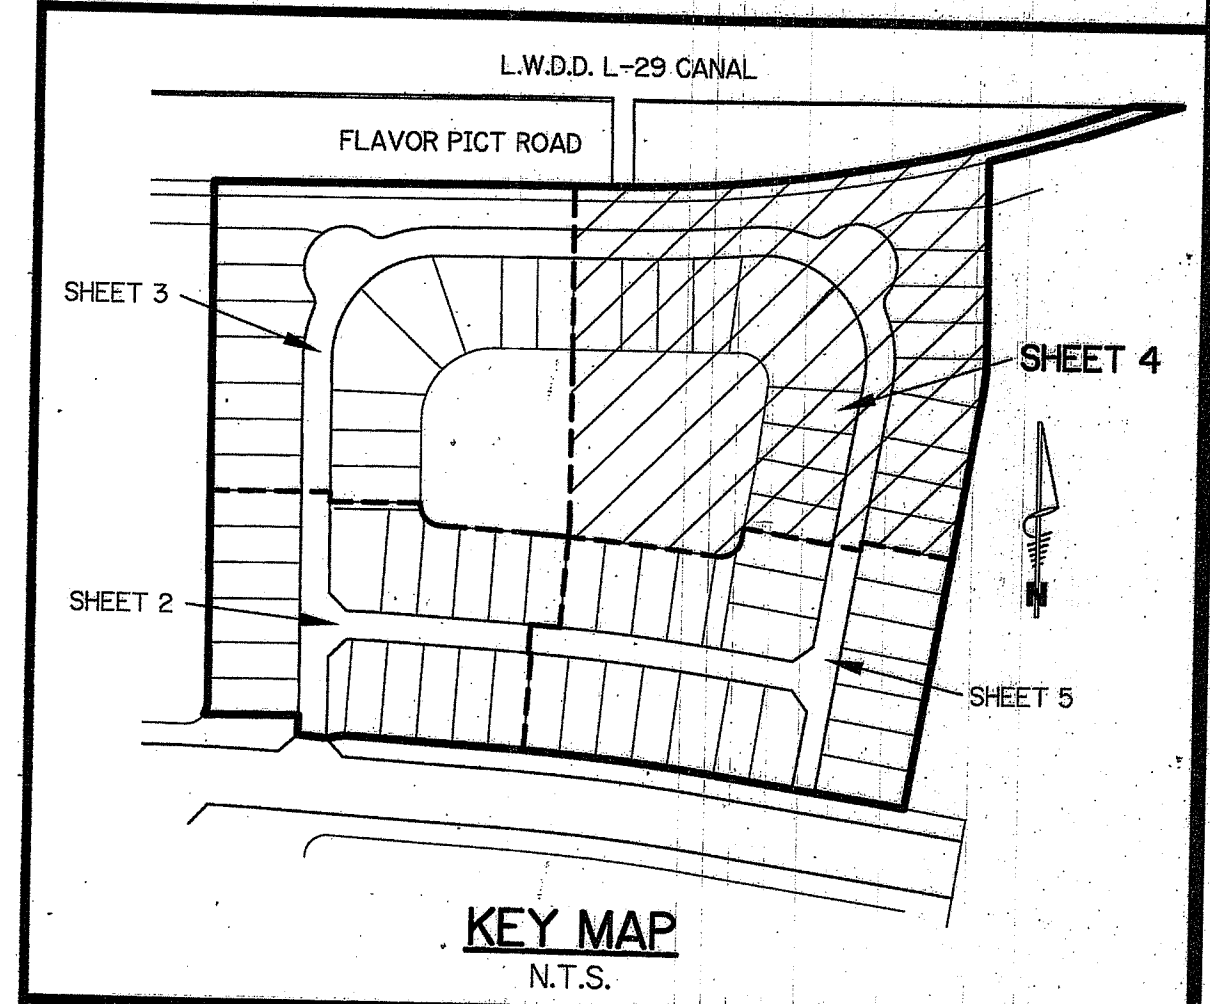 L.W.D.D. L-29 CANAL
FLAVOR PICT ROAD
SHEET 3
SHEET 4
N
SHEET 2
SHEET 5
KEY MAP
N.T.S.